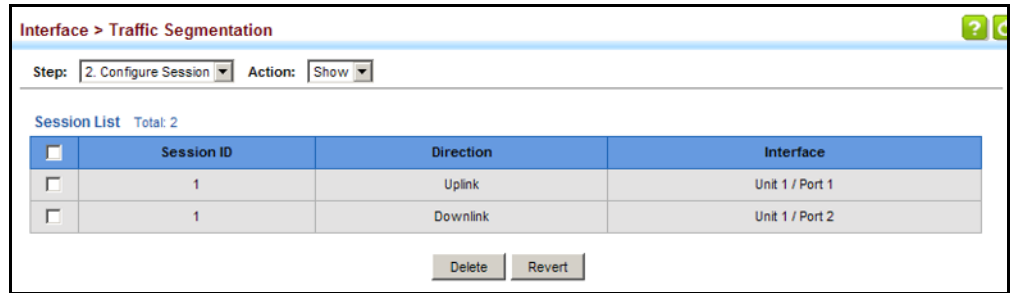 Interface > Traffic Segmentation
?
Step: 2. Configure Session Action: Show
Session List Total: 2
Session ID Direction Interface
1 Uplink Unit 1 / Port 1
1 Downlink Unit 1 / Port 2
Delete Revert